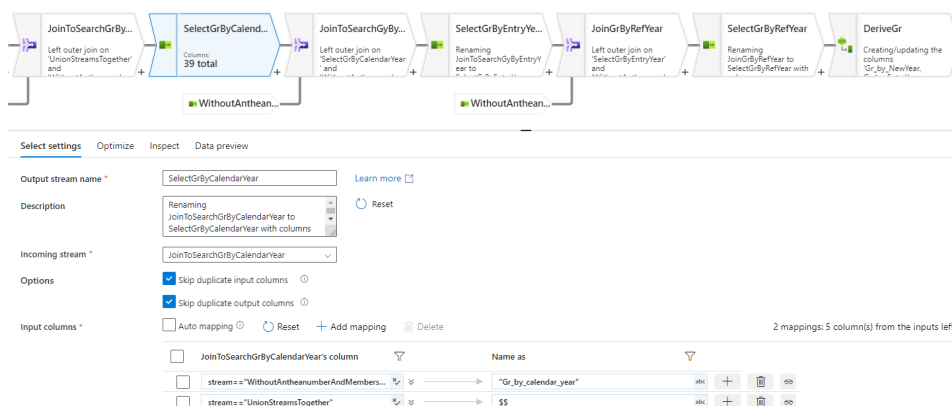 JoinToSearchGrBy...
Left outer join on
'UnionStreamsTogether'
and
SelectGrByCalend...
Columns:
39 total
JoinToSearchGyBy...
Left outer join on
'SelectGrByCalendarYear
' and
SelectGrByEntryYe...
Renaming
JoinToSearchGyByEntryY
ear to
JoinGrByRefYear
Left outer join on
'SelectGrByEntryYear'
and
SelectGrByRefYear
Renaming
JoinGrByRefYear to
SelectGrByRefYear with
DeriveGr
Creating/updating the
columns
'Gr_by_NewYear,
+
+
+
+
+
+
WithoutAnthean...
WithoutAnthean...
Select settings Optimize Inspect Data preview
Output stream name * SelectGrByCalendarYear Learn more
Description Renaming
JoinToSearchGrByCalendarYear to
SelectGrByCalendarYear with columns
Reset
Incoming stream * JoinToSearchGrByCalendarYear
Options Skip duplicate input columns
Skip duplicate output columns
Input columns * Auto mapping Reset + Add mapping Delete 2 mappings: 5 column(s) from the inputs left
JoinToSearchGrByCalendarYear's column Name as
stream=="WithoutAntheanumberAndMembers... "Gr_by_calendar_year" abc +
stream=="UnionStreamsTogether" $$ abc +